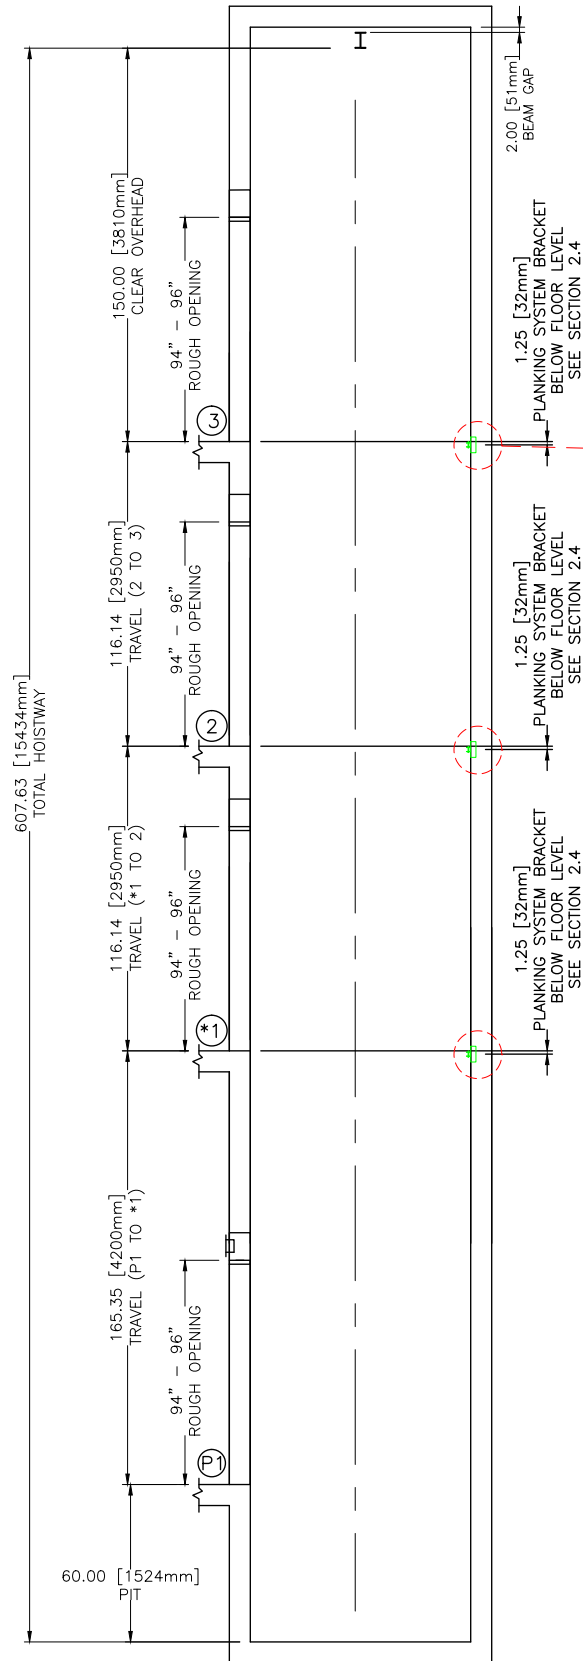 2.00 [51mm]
BEAM GAP
150.00 [3810mm]
CLEAR OVERHEAD
94" - 96"
ROUGH OPENING
1.25 [32mm]
PLANKING SYSTEM BRACKET
BELOW FLOOR LEVEL
SEE SECTION 2.4
3
116.14 [2950mm]
TRAVEL (2 TO 3)
94" - 96"
ROUGH OPENING
1.25 [32mm]
PLANKING SYSTEM BRACKET
BELOW FLOOR LEVEL
SEE SECTION 2.4
607.63 [15434mm]
TOTAL HOISTWAY
2
116.14 [2950mm]
TRAVEL (*1 TO 2)
94" - 96"
ROUGH OPENING
1.25 [32mm]
PLANKING SYSTEM BRACKET
BELOW FLOOR LEVEL
SEE SECTION 2.4
*1
165.35 [4200mm]
TRAVEL (P1 TO *1)
94" - 96"
ROUGH OPENING
P1
60.00 [1524mm]
PIT